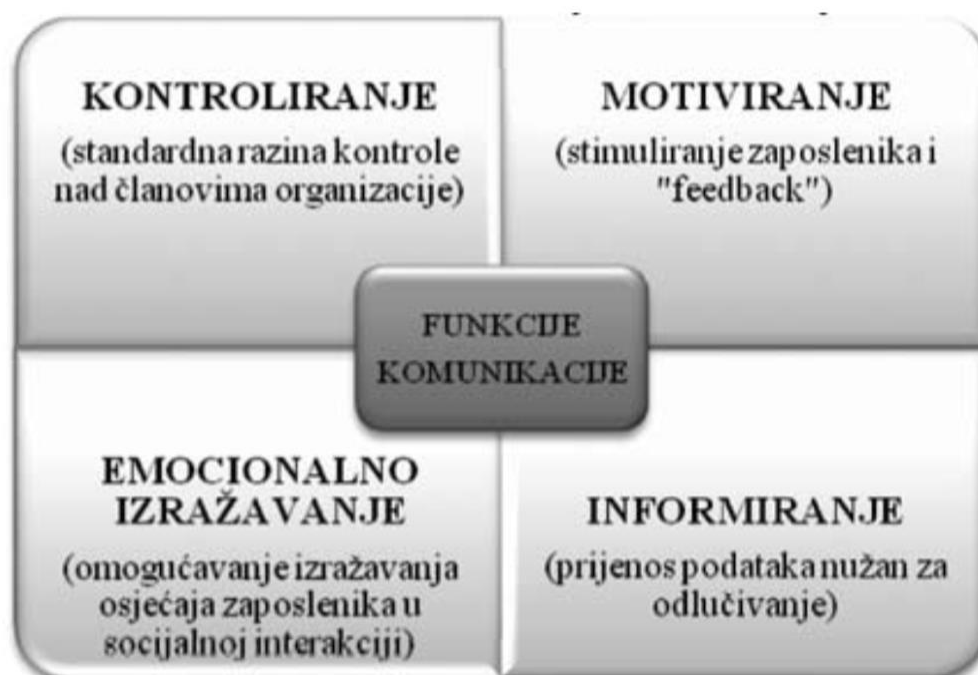 KONTROLIRANJE
(standardna razina kontrole
nad članovima organizacije)
MOTIVIRANJE
(stimuliranje zaposlenika i
"feedback")
FUNKCIJE
KOMUNIKACIJE
EMOCIONALNO
IZRAŽAVANJE
(omogućavanje izražavanja
osjećaja zaposlenika u
socijalnoj interakciji)
INFORMIRANJE
(prijenos podataka nužan za
odlučivanje)